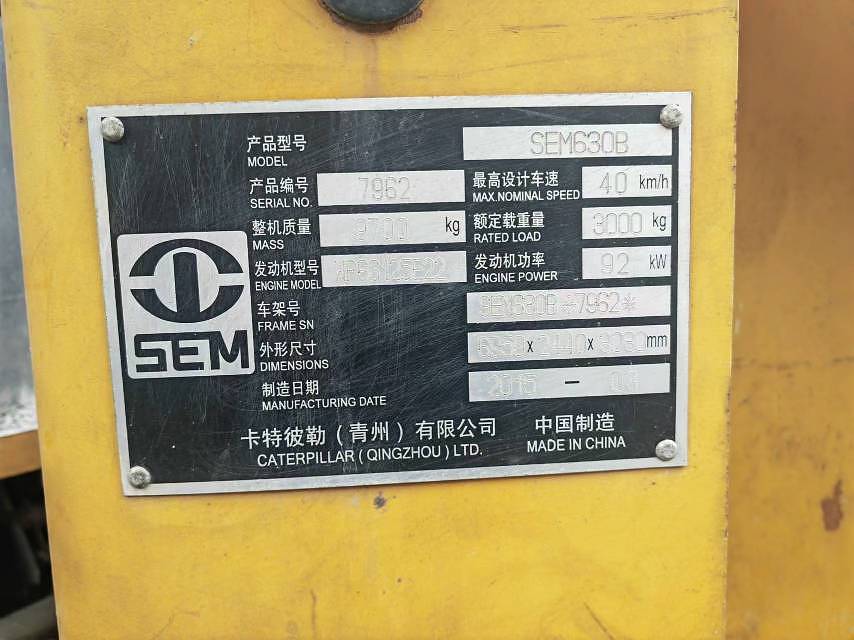 产品型号 SEM630B
MODEL
产品编号 7962 最高设计车速 40 km/h
SERIAL NO. MAX.NOMINAL SPEED
整机质量 9700 kg 额定载重量 3000 kg
MASS RATED LOAD
发动机型号 发动机功率 92 kW
ENGINE MODEL ENGINE POWER
车架号 SEM630B*7962*
FRAME SN
外形尺寸 x x mm
DIMENSIONS
制造日期 2015 -
MANUFACTURING DATE
SEM
卡特彼勒(青州)有限公司 中国制造
CATERPILLAR (QINGZHOU) LTD. MADE IN CHINA